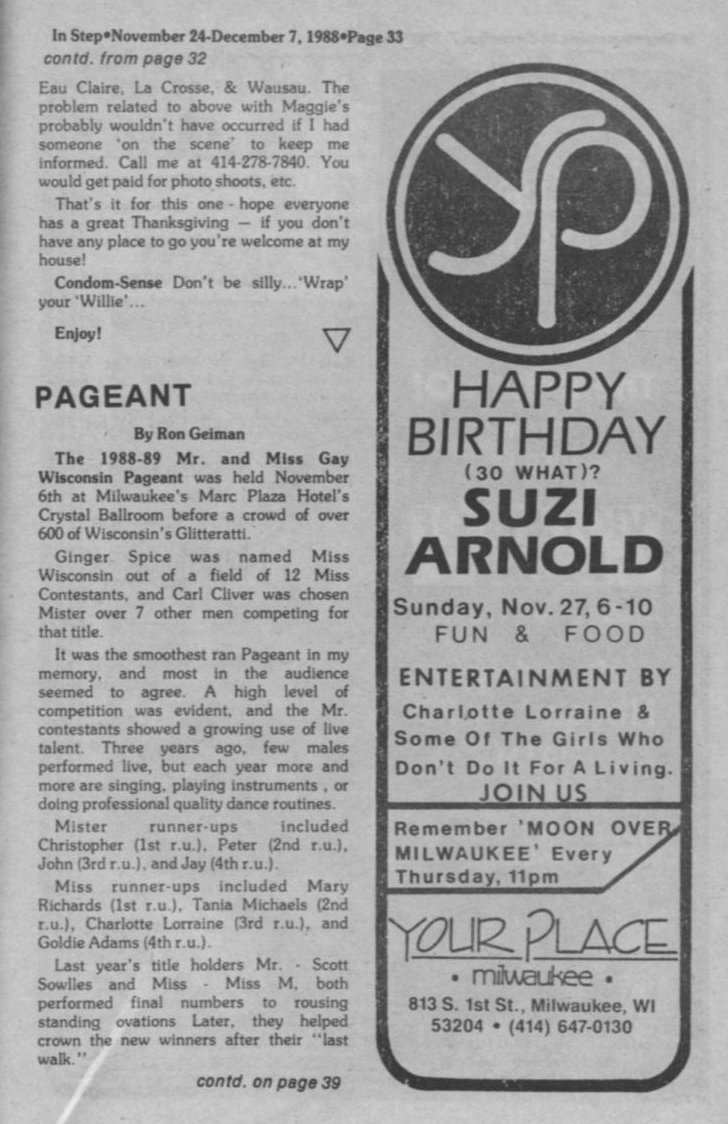 In Step•November 24-December 7, 1988•Page 33
contd. from page 32
Eau Claire, La Crosse, & Wausau. The
problem related to above with Maggie's
probably wouldn't have occurred if I had
someone 'on the scene' to keep me
informed. Call me at 414-278-7840. You
would get paid for photo shoots, etc.
That's it for this one - hope everyone
has a great Thanksgiving — if you don't
have any place to go you're welcome at my
house!
Condom-Sense Don't be silly...'Wrap'
your 'Willie'...
Enjoy!
PAGEANT
By Ron Geiman
The 1988-89 Mr. and Miss Gay
Wisconsin Pageant was held November
6th at Milwaukee's Marc Plaza Hotel's
Crystal Ballroom before a crowd of over
600 of Wisconsin's Glitteratti.
Ginger Spice was named Miss
Wisconsin out of a field of 12 Miss
Contestants, and Carl Cliver was chosen
Mister over 7 other men competing for
that title.
It was the smoothest ran Pageant in my
memory, and most in the audience
seemed to agree. A high level of
competition was evident, and the Mr.
contestants showed a growing use of live
talent. Three years ago, few males
performed live, but each year more and
more are singing, playing instruments , or
doing professional quality dance routines.
Mister runner-ups included
Christopher (1st r.u.), Peter (2nd r.u.),
John (3rd r.u.), and Jay (4th r.u.).
Miss runner-ups included Mary
Richards (1st r.u.), Tania Michaels (2nd
r.u.), Charlotte Lorraine (3rd r.u.), and
Goldie Adams (4th r.u.).
Last year's title holders Mr. - Scott
Sowlles and Miss - Miss M, both
performed final numbers to rousing
standing ovations Later, they helped
crown the new winners after their "last
walk."
contd. on page 39
yp
HAPPY
BIRTHDAY
(30 WHAT)?
SUZI
ARNOLD
Sunday, Nov. 27, 6-10
FUN & FOOD
ENTERTAINMENT BY
Charlotte Lorraine &
Some Of The Girls Who
Don't Do It For A Living.
JOIN US
Remember 'MOON OVER
MILWAUKEE' Every
Thursday, 11pm
YOUR PLACE
• milwaukee •
813 S. 1st St., Milwaukee, WI
53204 • (414) 647-0130